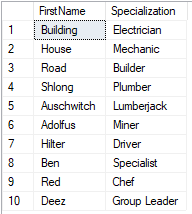 FirstName Specialization
1 Building Electrician
2 House Mechanic
3 Road Builder
4 Shlong Plumber
5 Auschwitch Lumberjack
6 Adolfus Miner
7 Hilter Driver
8 Ben Specialist
9 Red Chef
10 Deez Group Leader